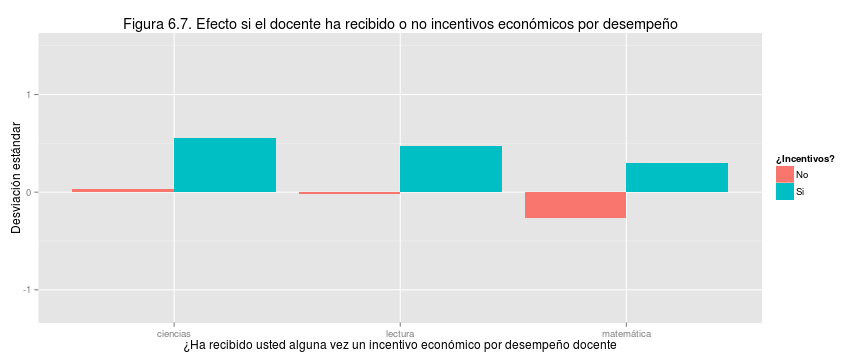 Figura 6.7. Efecto si el docente ha recibido o no incentivos económicos por desempeño
Desviación estándar
1
0
-1
ciencias
lectura
matemática
¿Ha recibido usted alguna vez un incentivo económico por desempeño docente
¿Incentivos?
No
Si